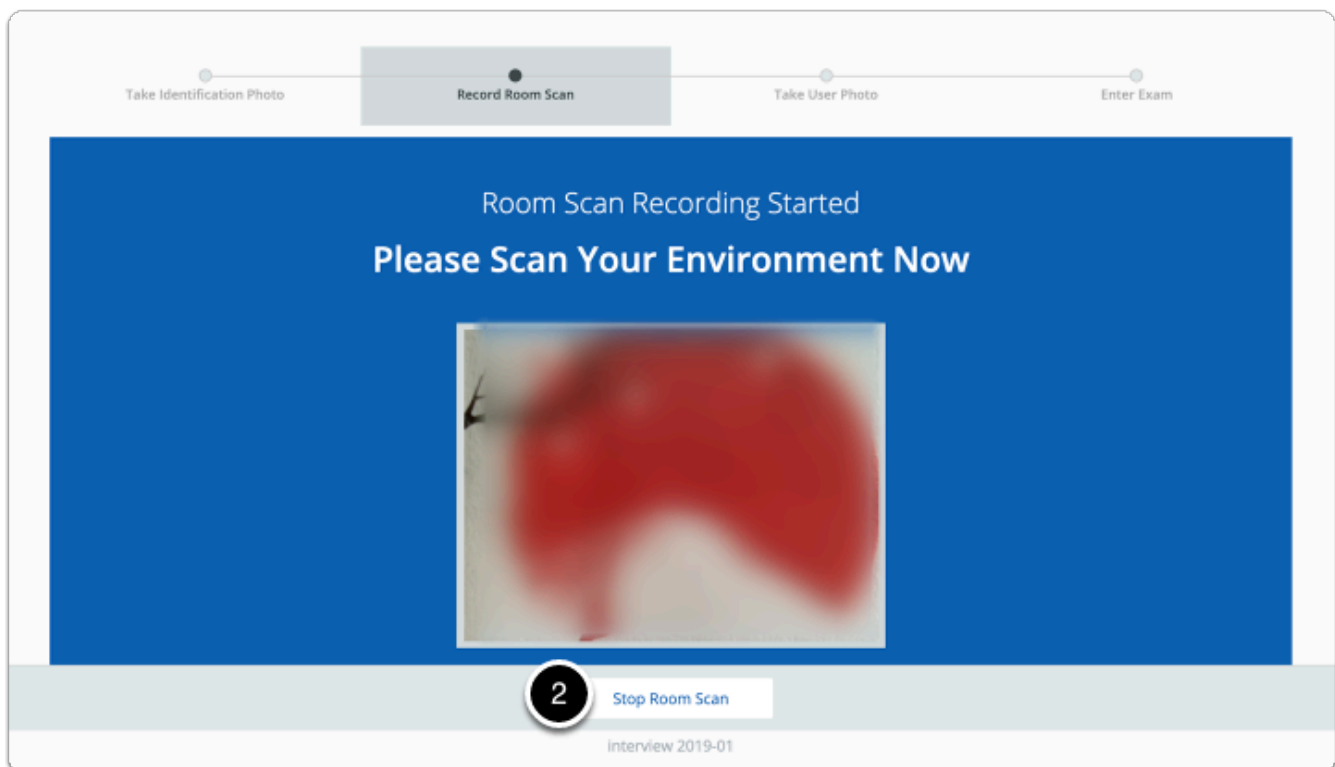 Take Identification Photo
Record Room Scan
Take User Photo
Enter Exam
Room Scan Recording Started
Please Scan Your Environment Now
2
Stop Room Scan
interview 2019-01